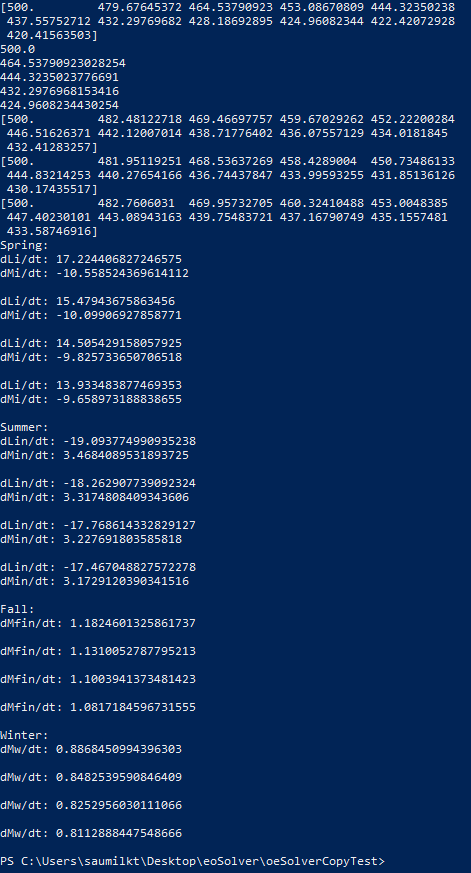 [500.         479.67645372 464.53790923 453.08670809 444.32350238
 437.55752712 432.29769682 428.18692895 424.96082344 422.42072928
 420.41563503]
500.0
464.53790923028254
444.3235023776691
432.2976968153416
424.9608234430254
[500.         482.48122718 469.46697757 459.67029262 452.22200284
 446.51626371 442.12007014 438.71776402 436.07557129 434.0181845
 432.41283257]
[500.         481.95119251 468.53637269 458.4289004  450.73486133
 444.83214253 440.27654166 436.74437847 433.99593255 431.85136126
 430.17435517]
[500.         482.7606031  469.95732705 460.32410488 453.0048385
 447.40230101 443.08943163 439.75483721 437.16790749 435.1557481
 433.58746916]
Spring:
dLi/dt: 17.224406827246575
dMi/dt: -10.558524369614112
dLi/dt: 15.47943675863456
dMi/dt: -10.09906927858771
dLi/dt: 14.505429158057925
dMi/dt: -9.825733650706518
dLi/dt: 13.933483877469353
dMi/dt: -9.658973188838655
Summer:
dLin/dt: -19.093774990935238
dMin/dt: 3.4684089531893725
dLin/dt: -18.262907739092324
dMin/dt: 3.3174808409343606
dLin/dt: -17.768614332829127
dMin/dt: 3.227691803585818
dLin/dt: -17.467048827572278
dMin/dt: 3.1729120390341516
Fall:
dMfin/dt: 1.1824601325861737
dMfin/dt: 1.1310052787795213
dMfin/dt: 1.1003941373481423
dMfin/dt: 1.0817184596731555
Winter:
dMw/dt: 0.8868450994396303
dMw/dt: 0.8482539590846409
dMw/dt: 0.8252956030111066
dMw/dt: 0.8112888447548666
PS C:\Users\saumilkt\Desktop\eoSolver\oeSolverCopyTest>